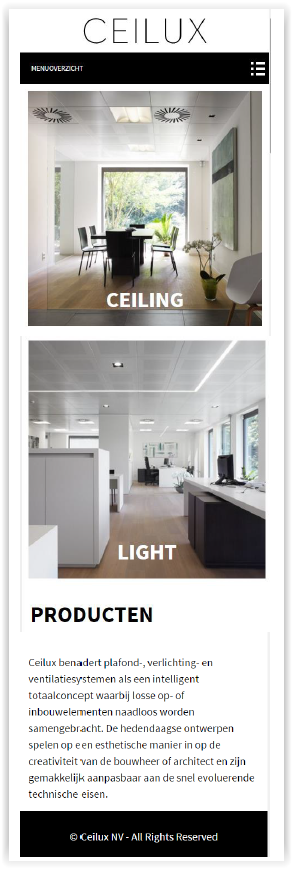 CEILUX
MENUOVERZICHT
CEILING
LIGHT
PRODUCTEN
Ceilux benadert plafond-, verlichting- en
ventilatiesystemen als een intelligent
totaalconcept waarbij losse op- of
inbouwelementen naadloos worden
samengebracht. De hedendaagse ontwerpen
spelen op een esthetische manier in op de
creativiteit van de bouwheer of architect en zijn
gemakkelijk aanpasbaar aan de snel evoluerende
technische eisen.
© Ceilux NV - All Rights Reserved